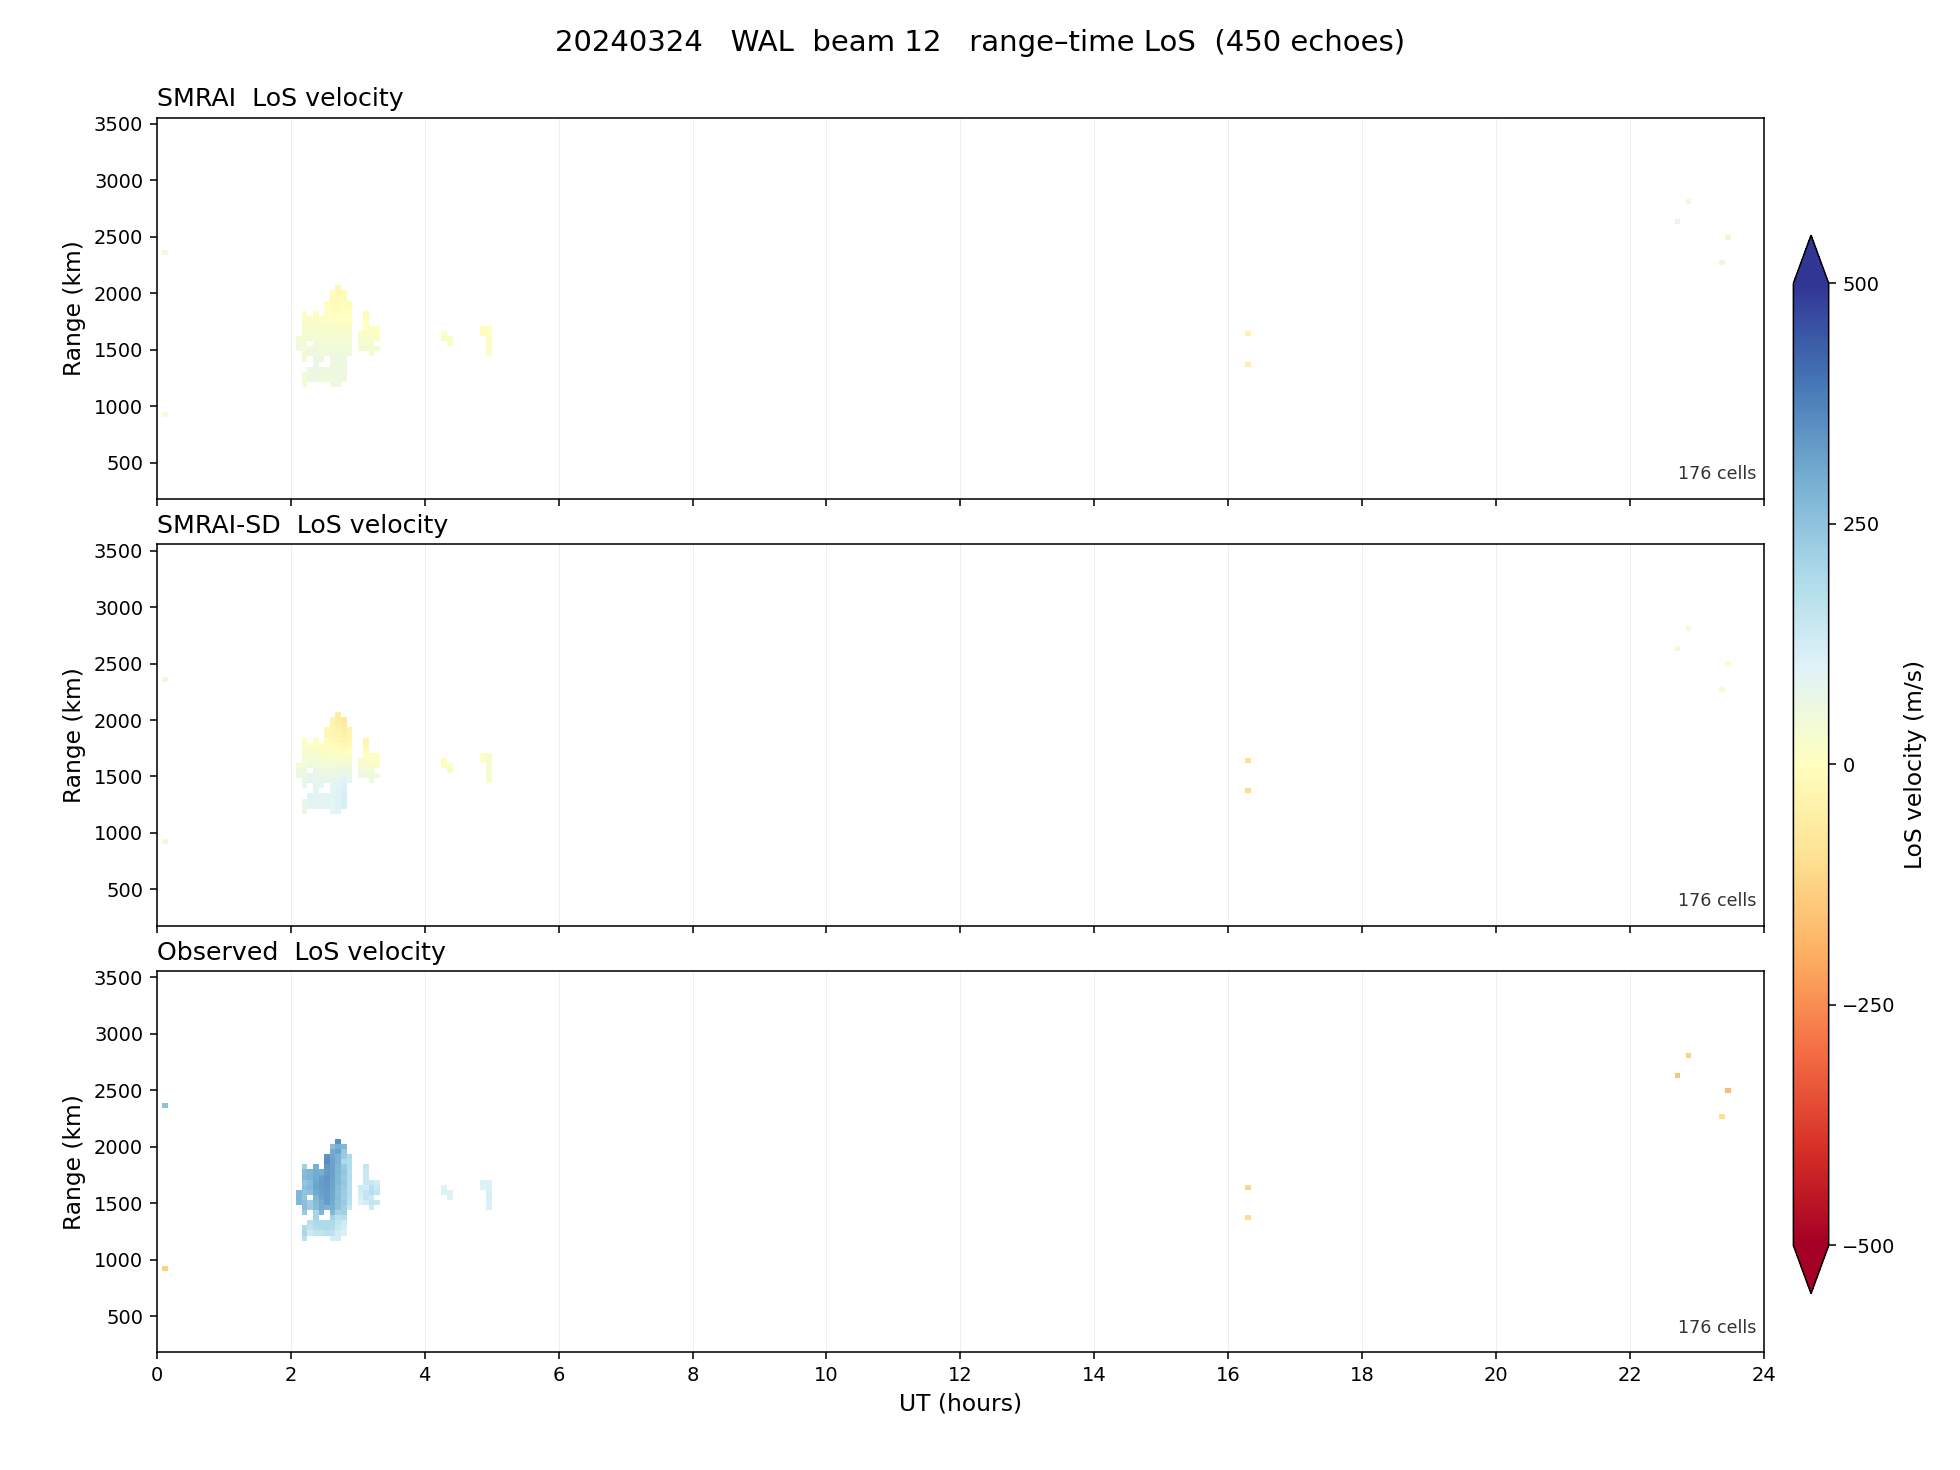 20240324   WAL  beam 12   range–time LoS  (450 echoes)
SMRAI  LoS velocity
3500
3000
2500
2000
1500
1000
500
Range (km)
176 cells
SMRAI-SD  LoS velocity
3500
3000
2500
2000
1500
1000
500
Range (km)
176 cells
Observed  LoS velocity
3500
3000
2500
2000
1500
1000
500
Range (km)
176 cells
0 2 4 6 8 10 12 14 16 18 20 22 24
UT (hours)
500
250
0
−250
−500
LoS velocity (m/s)